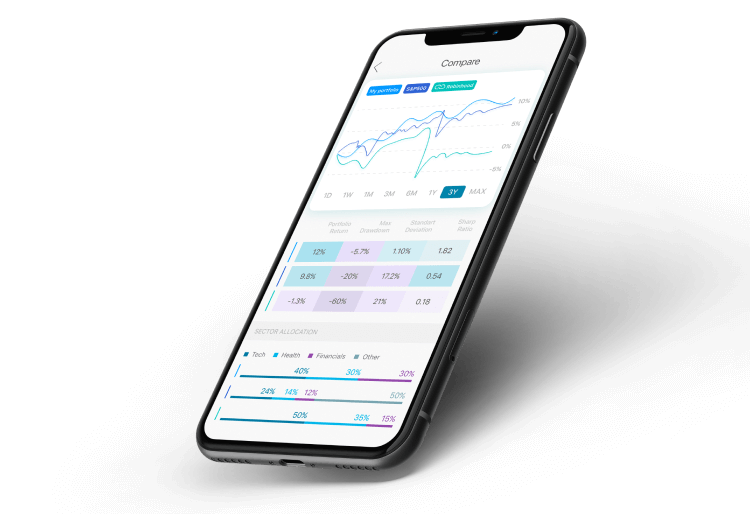 Compare
My portfolio S&P500 Robinhood
10%
5%
0%
-5%
1D 1W 1M 3M 6M 1Y 3Y MAX
Portfolio Max Standart Sharp
Return Drawdown Deviation Ratio
12% -5.7% 1.10% 1.82
9.8% -20% 17.2% 0.54
-1.3% -60% 21% 0.18
SECTOR ALLOCATION
Tech Health Financials Other
40% 30% 30%
24% 14% 12% 50%
50% 35% 15%